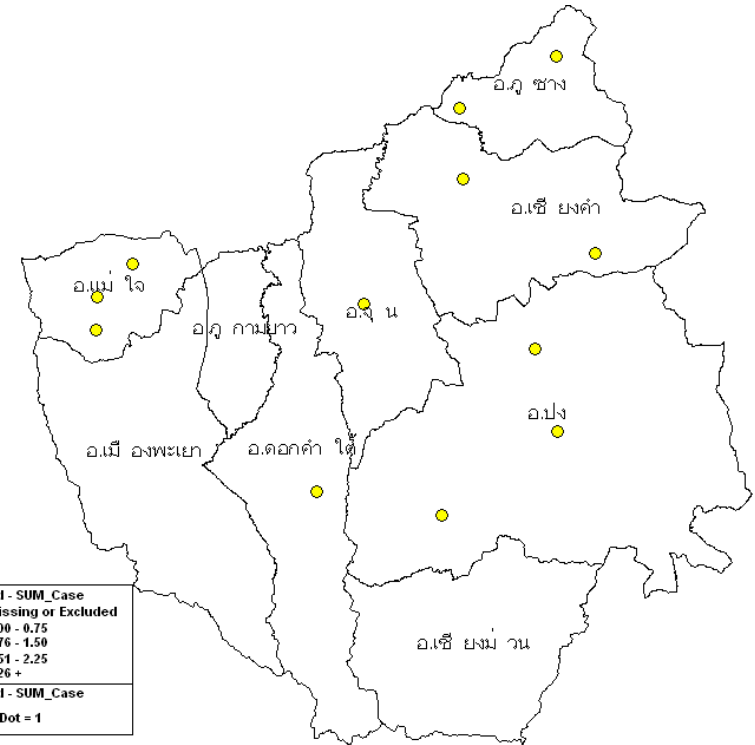 อ.ภู ซาง
อ.เชี ยงคำ
อ.แม่ ใจ
อ.จุ น
อ.ภู กามยาว
อ.ปง
อ.เมื องพะเยา
อ.ดอกคำ ใต้
อ.เชี ยงม่ วน
- SUM_Case
issing or Excluded
00 - 0.75
76 - 1.50
51 - 2.25
26 +
- SUM_Case
Dot = 1